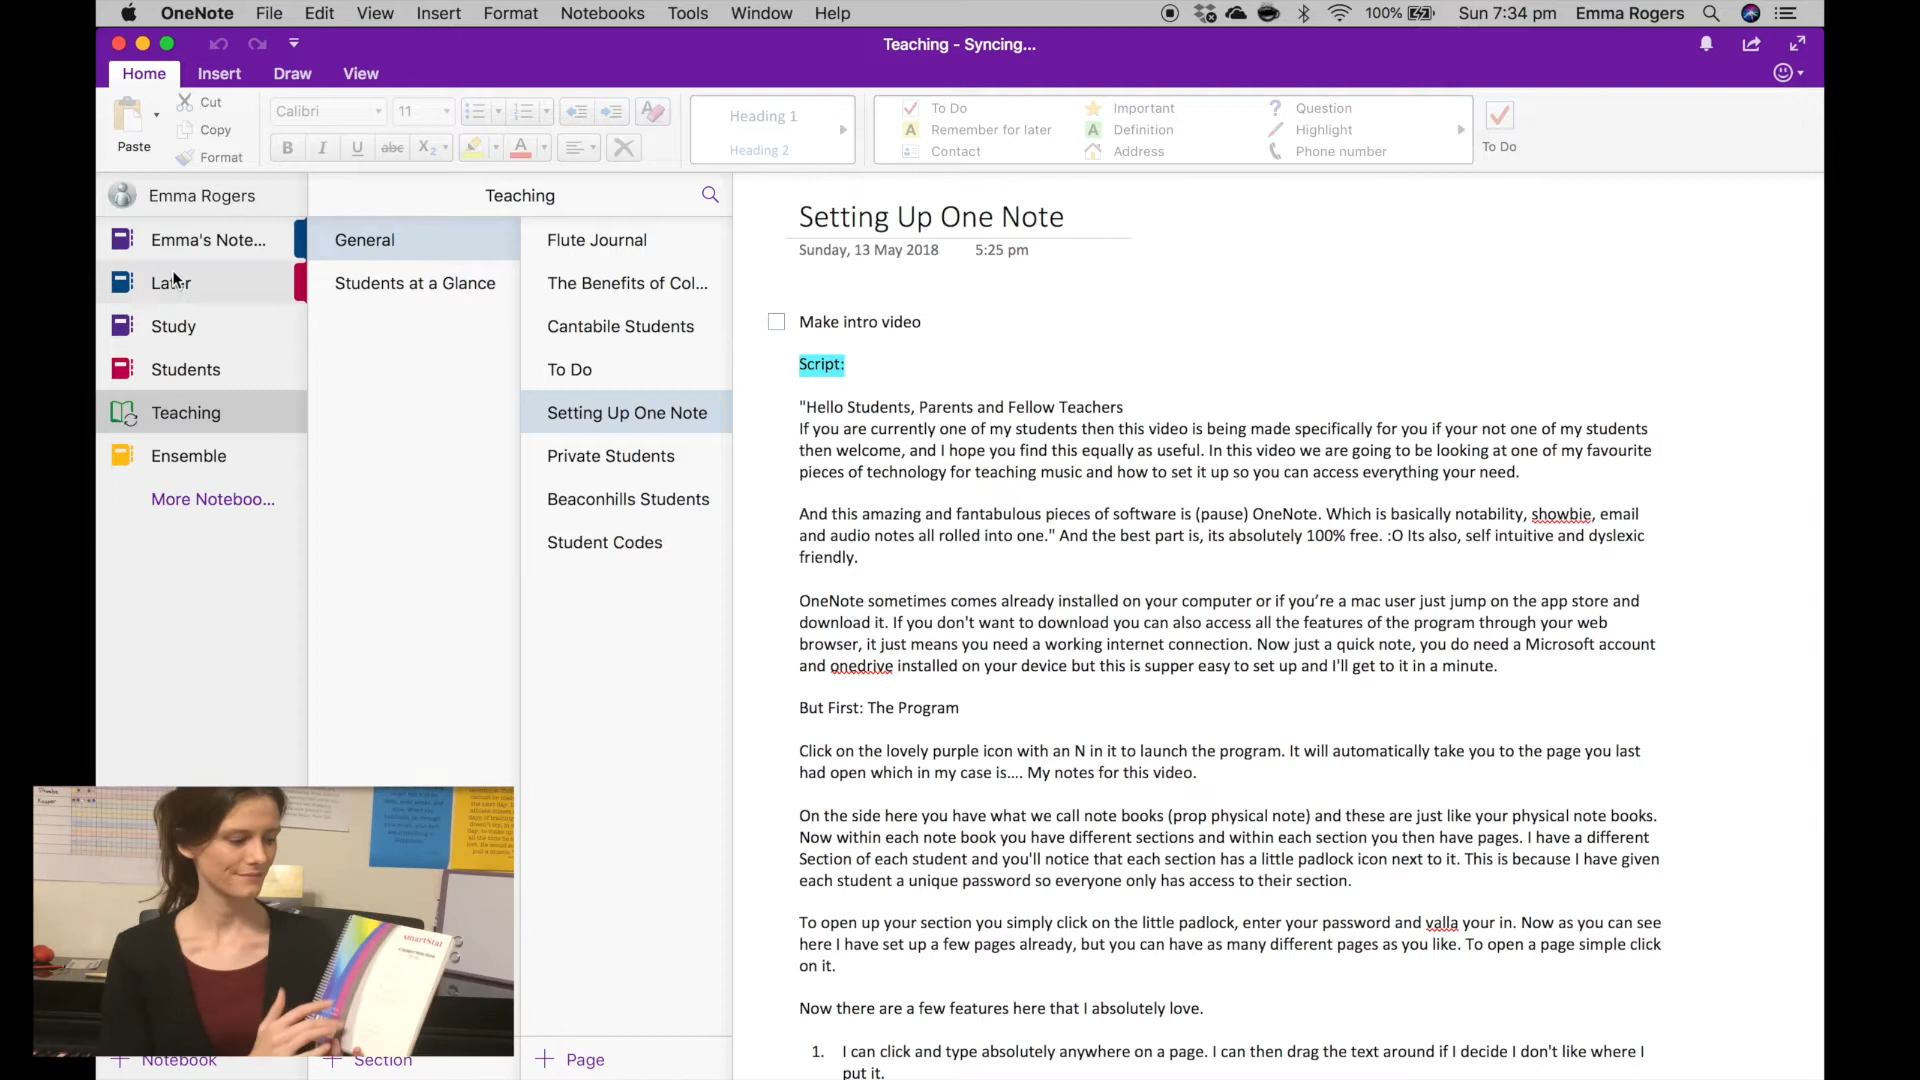 OneNote File Edit View Insert Format Notebooks Tools Window Help 100% Sun 7:34 pm Emma Rogers
Teaching - Syncing...
Home Insert Draw View
Paste
Cut
Copy
Format
Calibri 11
B I U abc X₂ A
Heading 1
Heading 2
To Do Important Question
Remember for later Definition Highlight
Contact Address Phone number
To Do
Emma Rogers
Emma's Note...
Later
Study
Students
Teaching
Ensemble
More Noteboo...
Notebook
Teaching
General
Students at a Glance
Section
Flute Journal
The Benefits of Col...
Cantabile Students
To Do
Setting Up One Note
Private Students
Beaconhills Students
Student Codes
Page
Setting Up One Note
Sunday, 13 May 2018 5:25 pm
Make intro video
Script:
"Hello Students, Parents and Fellow Teachers
If you are currently one of my students then this video is being made specifically for you if your not one of my students
then welcome, and I hope you find this equally as useful. In this video we are going to be looking at one of my favourite
pieces of technology for teaching music and how to set it up so you can access everything your need.
And this amazing and fantabulous pieces of software is (pause) OneNote. Which is basically notability, showbie, email
and audio notes all rolled into one." And the best part is, its absolutely 100% free. :O Its also, self intuitive and dyslexic
friendly.
OneNote sometimes comes already installed on your computer or if you’re a mac user just jump on the app store and
download it. If you don't want to download you can also access all the features of the program through your web
browser, it just means you need a working internet connection. Now just a quick note, you do need a Microsoft account
and onedrive installed on your device but this is supper easy to set up and I'll get to it in a minute.
But First: The Program
Click on the lovely purple icon with an N in it to launch the program. It will automatically take you to the page you last
had open which in my case is.... My notes for this video.
On the side here you have what we call note books (prop physical note) and these are just like your physical note books.
Now within each note book you have different sections and within each section you then have pages. I have a different
Section of each student and you'll notice that each section has a little padlock icon next to it. This is because I have given
each student a unique password so everyone only has access to their section.
To open up your section you simply click on the little padlock, enter your password and valla your in. Now as you can see
here I have set up a few pages already, but you can have as many different pages as you like. To open a page simple click
on it.
Now there are a few features here that I absolutely love.
1. I can click and type absolutely anywhere on a page. I can then drag the text around if I decide I don't like where I
put it.